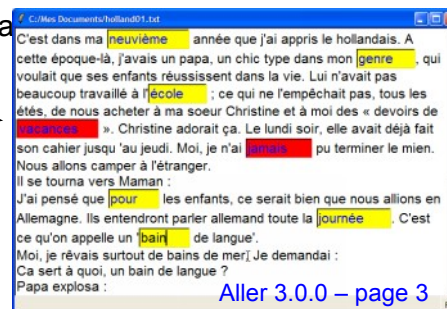 a
C:/Mes Documents/holland01.txt
C'est dans ma neuvième année que j'ai appris le hollandais. A
cette époque-là, j'avais un papa, un chic type dans mon genre , qui
voulait que ses enfants réussissent dans la vie. Lui n'avait pas
beaucoup travaillé à l'école ; ce qui ne l'empêchait pas, tous les
étés, de nous acheter à ma soeur Christine et à moi des « devoirs de
vacances ». Christine adorait ça. Le lundi soir, elle avait déjà fait
son cahier jusqu 'au jeudi. Moi, je n'ai jamais pu terminer le mien.
Nous allons camper à l'étranger.
Il se tourna vers Maman :
J'ai pensé que pour les enfants, ce serait bien que nous allions en
Allemagne. Ils entendront parler allemand toute la journée . C'est
ce qu'on appelle un 'bain de langue'.
Moi, je rêvais surtout de bains de mer. Je demandai :
Ca sert à quoi, un bain de langue ?
Papa explosa :
Aller 3.0.0 – page 3